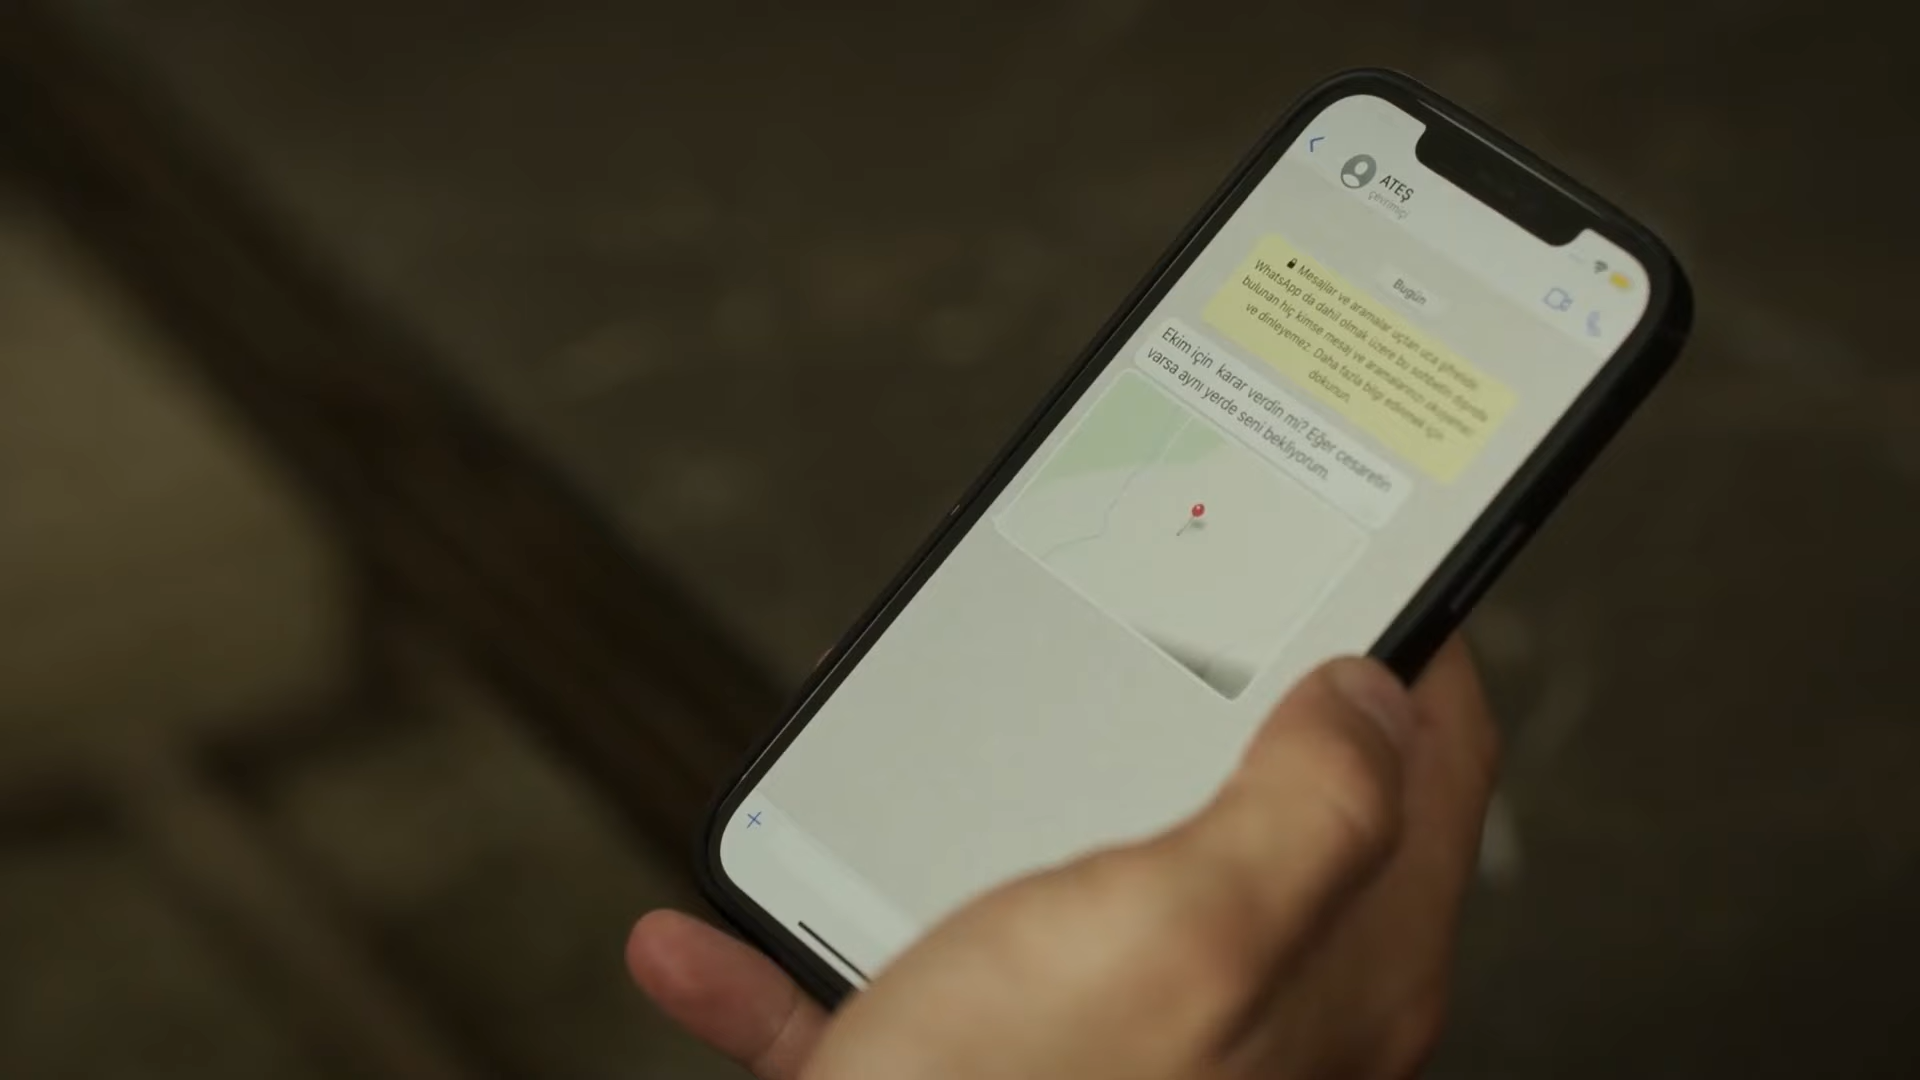 ATEŞ
çevrimiçi
Bugün
Mesajlar ve aramalar uçtan uca şifrelidir.
WhatsApp da dahil olmak üzere bu sohbetin dışında
bulunan hiç kimse mesaj ve aramalarınızı okuyamaz
ve dinleyemez. Daha fazla bilgi edinmek için
dokunun.
Ekim için karar verdin mi? Eğer cesaretin
varsa aynı yerde seni bekliyorum.